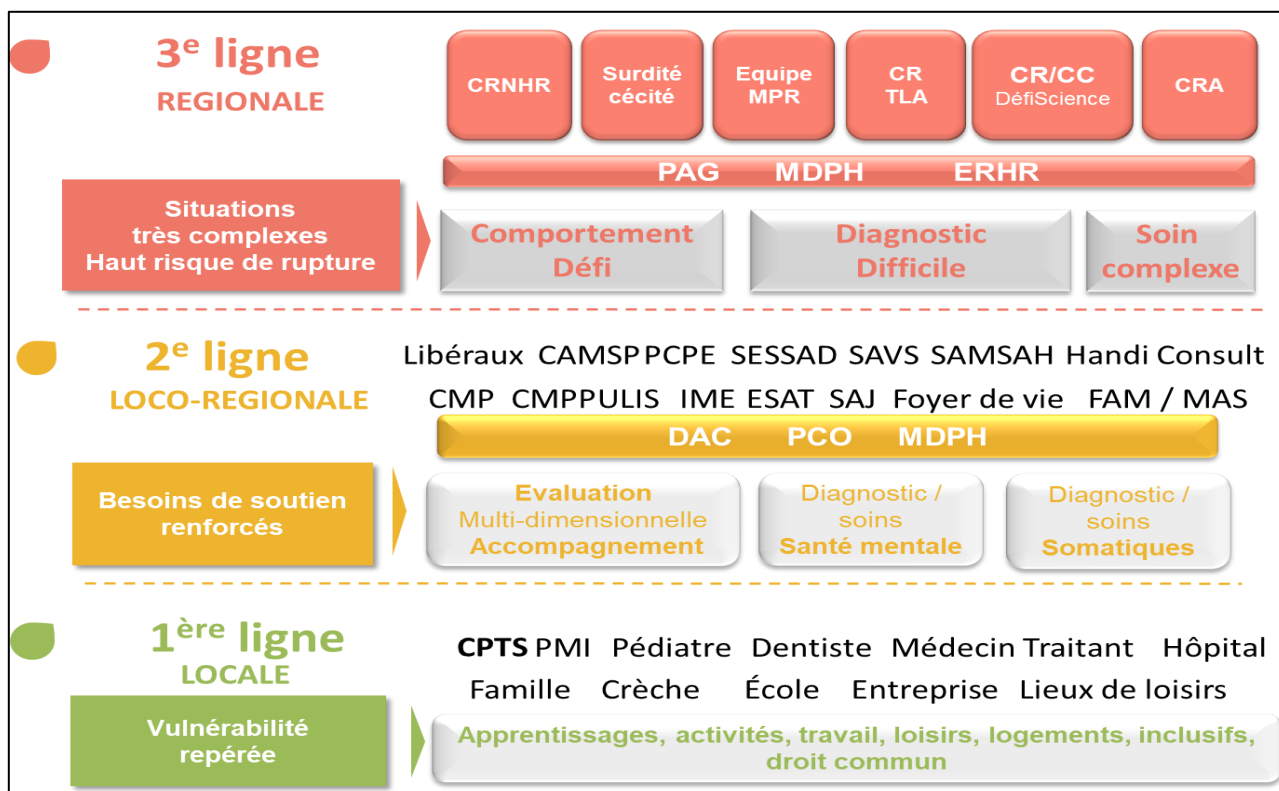 3e ligne
REGIONALE
CRNHR
Surdité
cécité
Equipe
MPR
CR
TLA
CR/CC
DéfiScience
CRA
PAG MDPH ERHR
Situations
très complexes
Haut risque de rupture
Comportement
Défi
Diagnostic
Difficile
Soin
complexe
2e ligne
LOCO-REGIONALE
Libéraux CAMSP PCPE SESSAD SAVS SAMSAH Handi Consult
CMP CMPP ULIS IME ESAT SAJ Foyer de vie FAM / MAS
DAC PCO MDPH
Besoins de soutien
renforcés
Evaluation
Multi-dimensionnelle
Accompagnement
Diagnostic /
soins
Santé mentale
Diagnostic /
soins
Somatiques
1ère ligne
LOCALE
CPTS PMI Pédiatre Dentiste Médecin Traitant Hôpital
Famille Crèche École Entreprise Lieux de loisirs
Vulnérabilité
repérée
Apprentissages, activités, travail, loisirs, logements, inclusifs,
droit commun